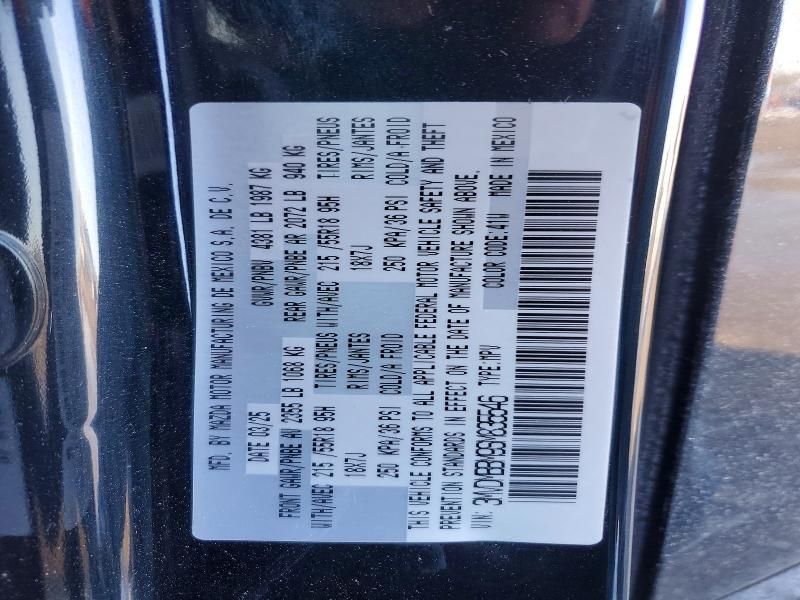 MFD. BY MAZDA MOTOR MANUFACTURING DE MEXICO S.A. DE C.V.
DATE 03/25 GVWR/PNBV 4381 LB 1987 KG
FRONT GAWR/PNBE AV 2355 LB 1068 KG REAR GAWR/PNBE AR 2072 LB 940 KG
WITH/AVEC 215 /55R18 95H TIRES/PNEUS WITH/AVEC 215 /55R18 95H TIRES/PNEUS
18X7J RIMS/JANTES 18X7J RIMS/JANTES
250 KPA/36 PSI COLD/A FROID 250 KPA/36 PSI COLD/A-FROID
THIS VEHICLE CONFORMS TO ALL APPLICABLE FEDERAL MOTOR VEHICLE SAFETY AND THEFT
PREVENTION STANDARDS IN EFFECT ON THE DATE OF MANUFACTURE SHOWN ABOVE.
VIN: TYPE:MPV COLOR CODE:41W MADE IN MEXICO